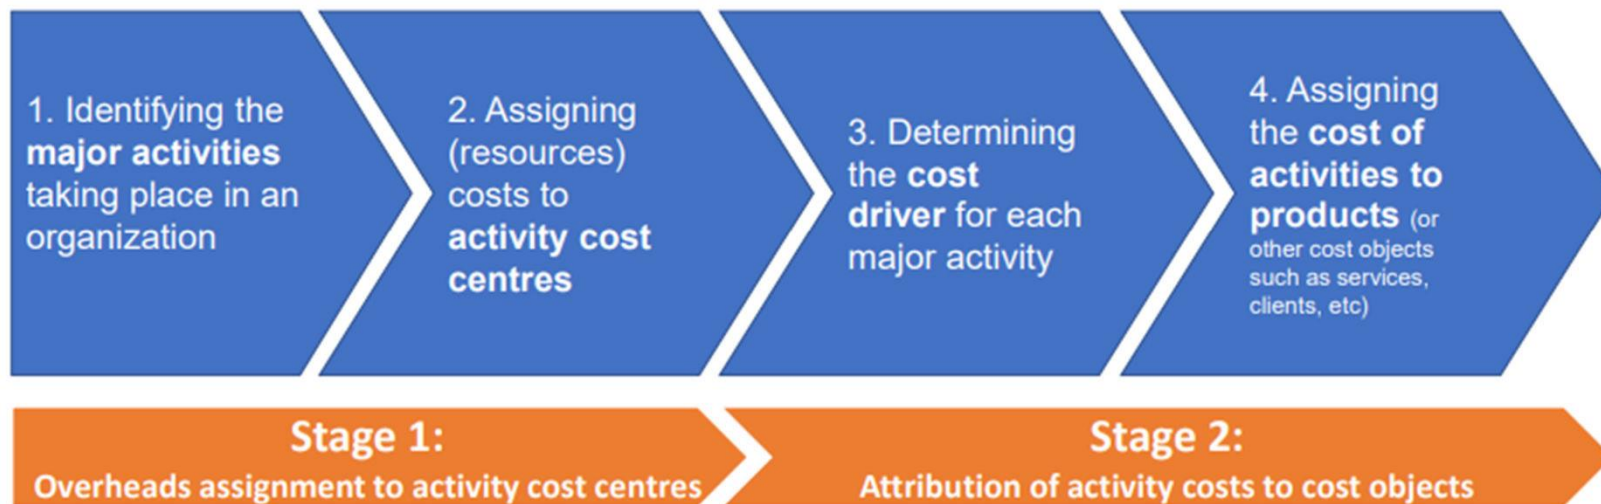 1. Identifying the
major activities
taking place in an
organization
2. Assigning
(resources)
costs to
activity cost
centres
3. Determining
the cost
driver for each
major activity
4. Assigning
the cost of
activities to
products (or
other cost objects
such as services,
clients, etc)
Stage 1:
Overheads assignment to activity cost centres
Stage 2:
Attribution of activity costs to cost objects